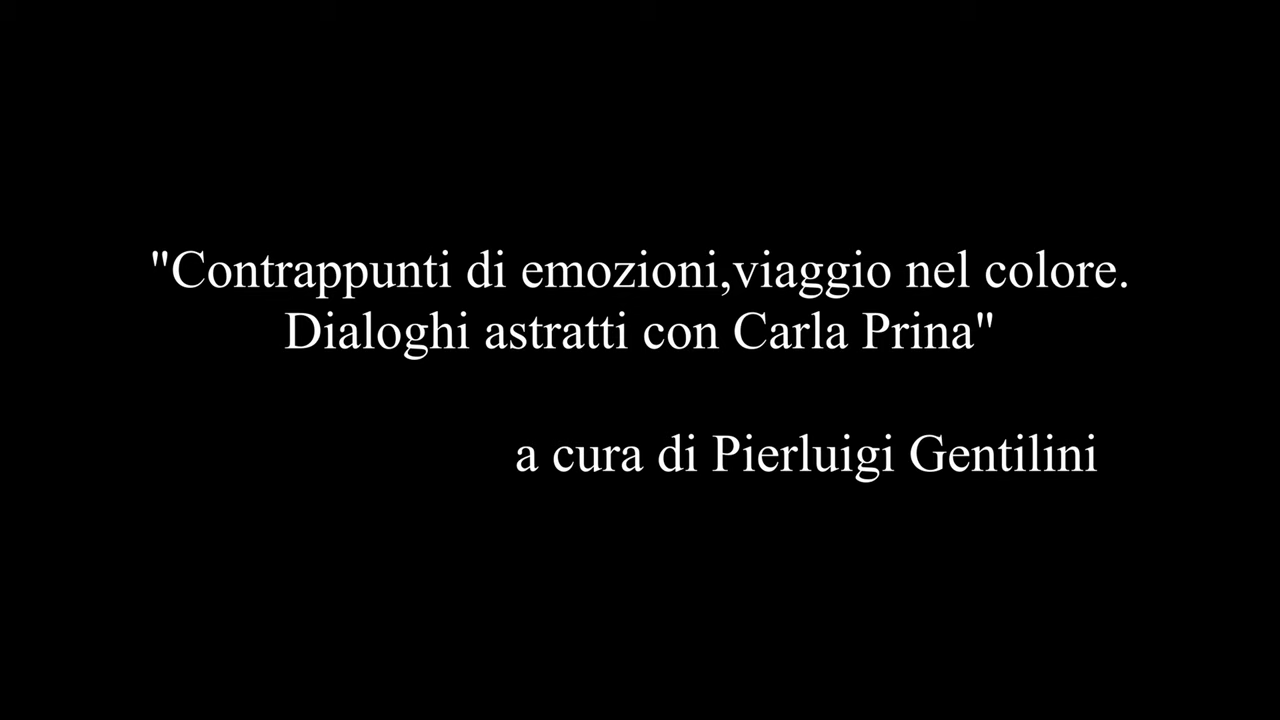 "Contrappunti di emozioni,viaggio nel colore.
Dialoghi astratti con Carla Prina"
a cura di Pierluigi Gentilini